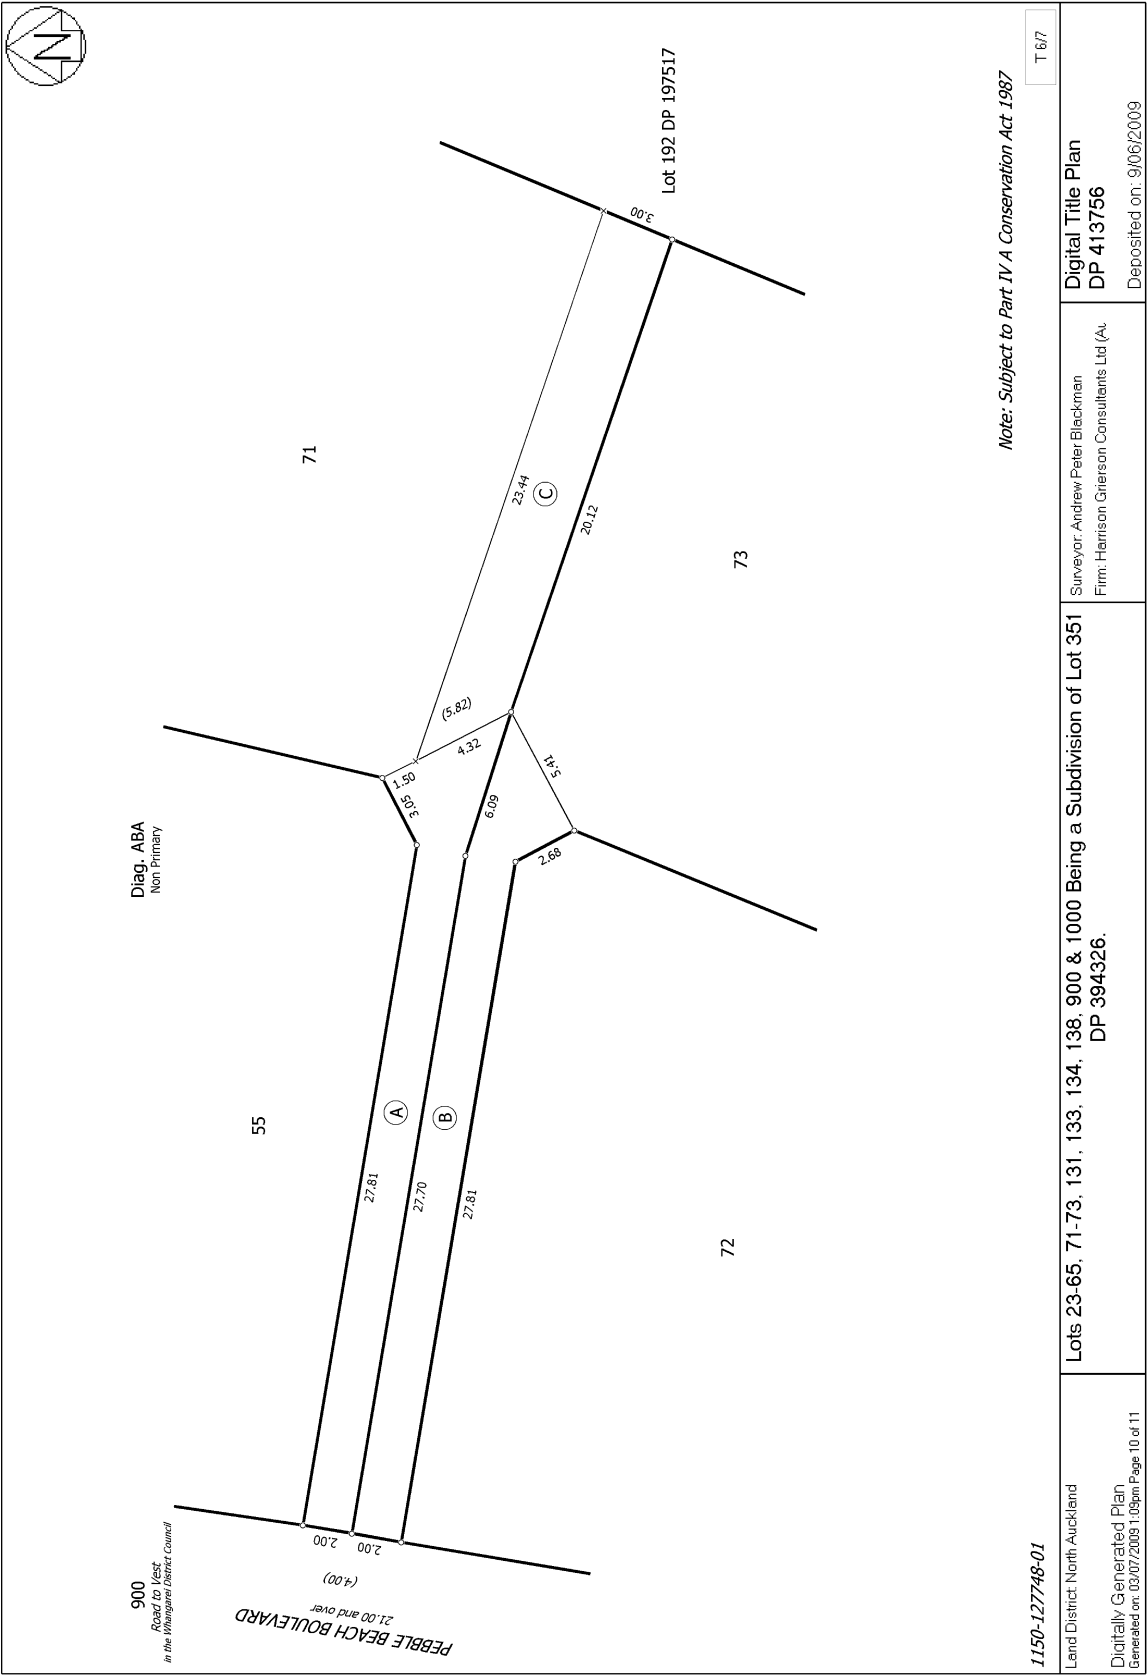 N
T 6/7
900
Road to Vest
in the Whangarei District Council
PEBBLE BEACH BOULEVARD
21.00 and over
(4.00)
2.00
2.00
Diag. ABA
Non Primary
55
71
72
73
27.81
27.70
27.81
A
B
C
3.05
1.50
4.32
(5.82)
6.09
5.41
2.68
23.44
20.12
3.00
Lot 192 DP 197517
Note: Subject to Part IV A Conservation Act 1987
1150-127748-01
Land District: North Auckland
Digitally Generated Plan
Generated on: 03/07/2009 1:09pm Page 10 of 11
Lots 23-65, 71-73, 131, 133, 134, 138, 900 & 1000 Being a Subdivision of Lot 351
DP 394326.
Surveyor: Andrew Peter Blackman
Firm: Harrison Grierson Consultants Ltd (Au
Digital Title Plan
DP 413756
Deposited on: 9/06/2009